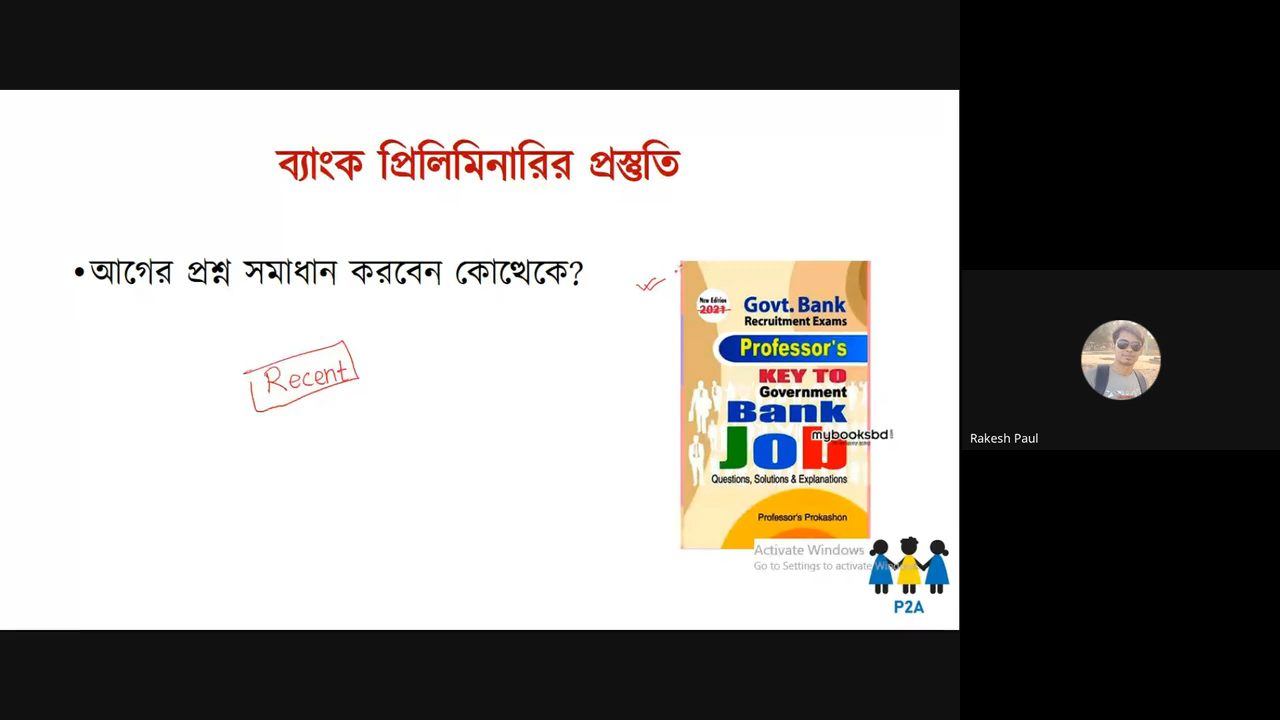 ব্যাংক প্রিলিমিনারির প্রস্তুতি
•আগের প্রশ্ন সমাধান করবেন কোত্থেকে?
Recent
New Edition
2021
Govt. Bank
Recruitment Exams
Professor's
KEY TO
Government
Bank
Job
mybooksbd
Questions, Solutions & Explanations
Professor's Prokashon
Activate Windows
Go to Settings to activate Windows.
P2A
Rakesh Paul